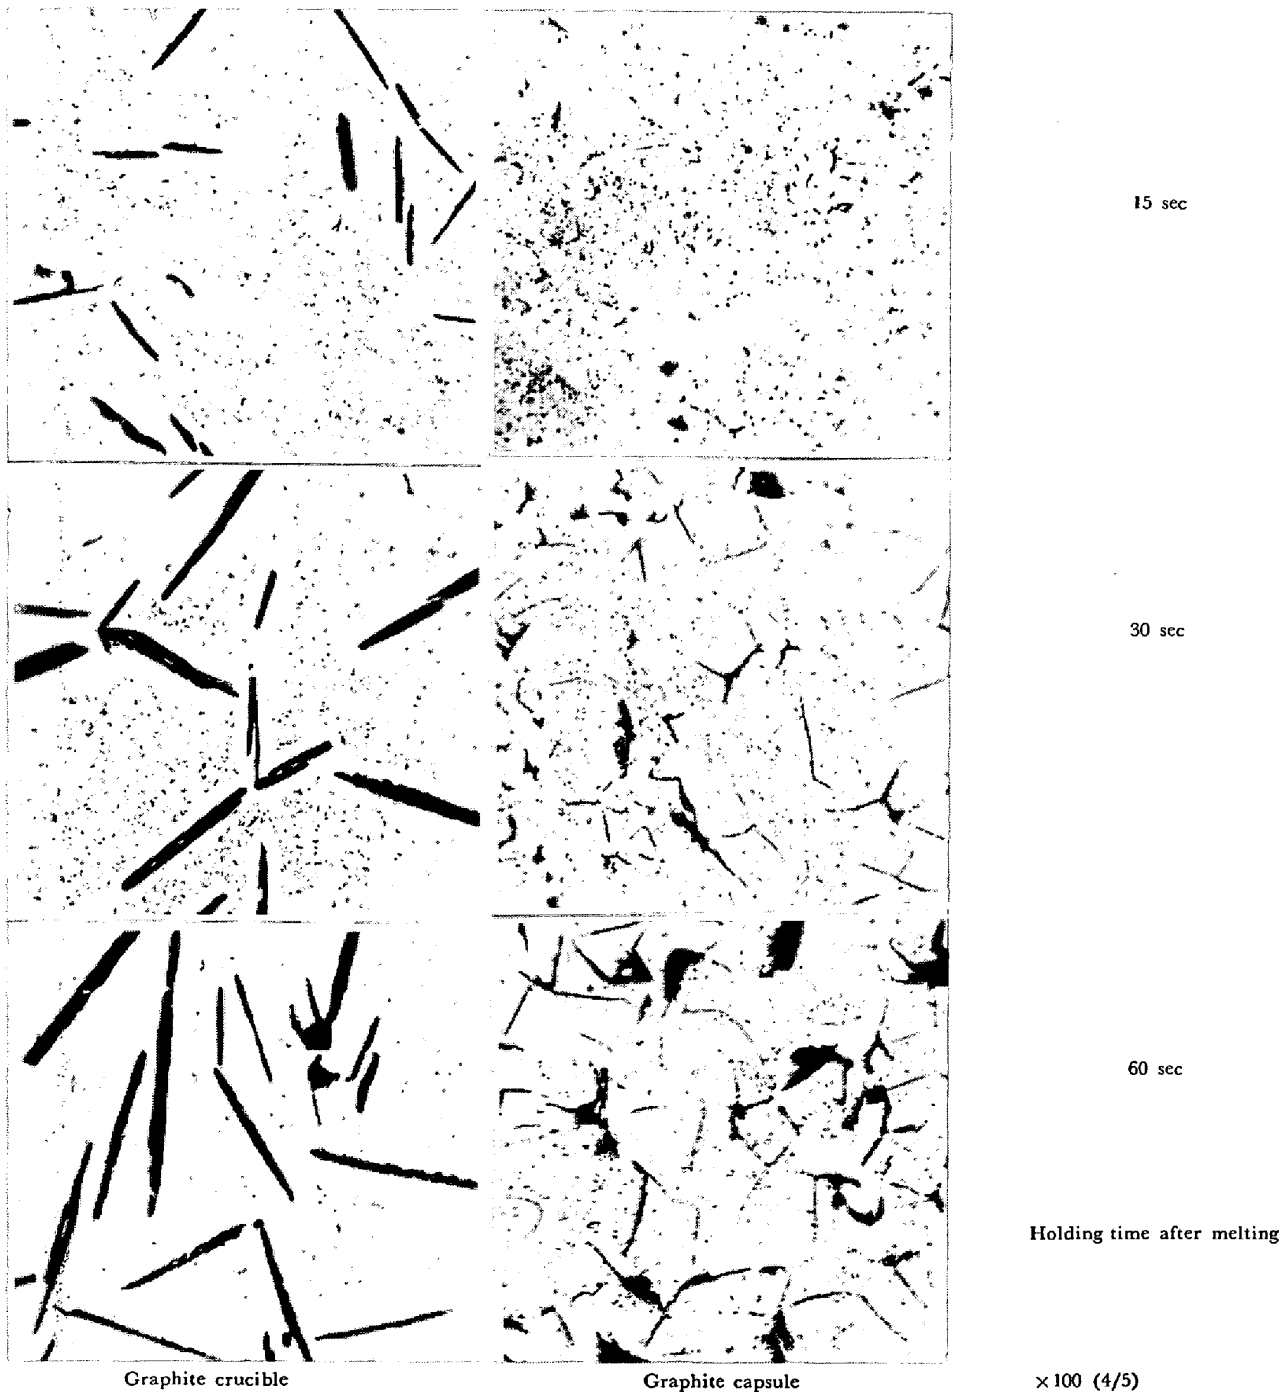 15 sec
30 sec
60 sec
Holding time after melting
Graphite crucible
Graphite capsule
×100 (4/5)